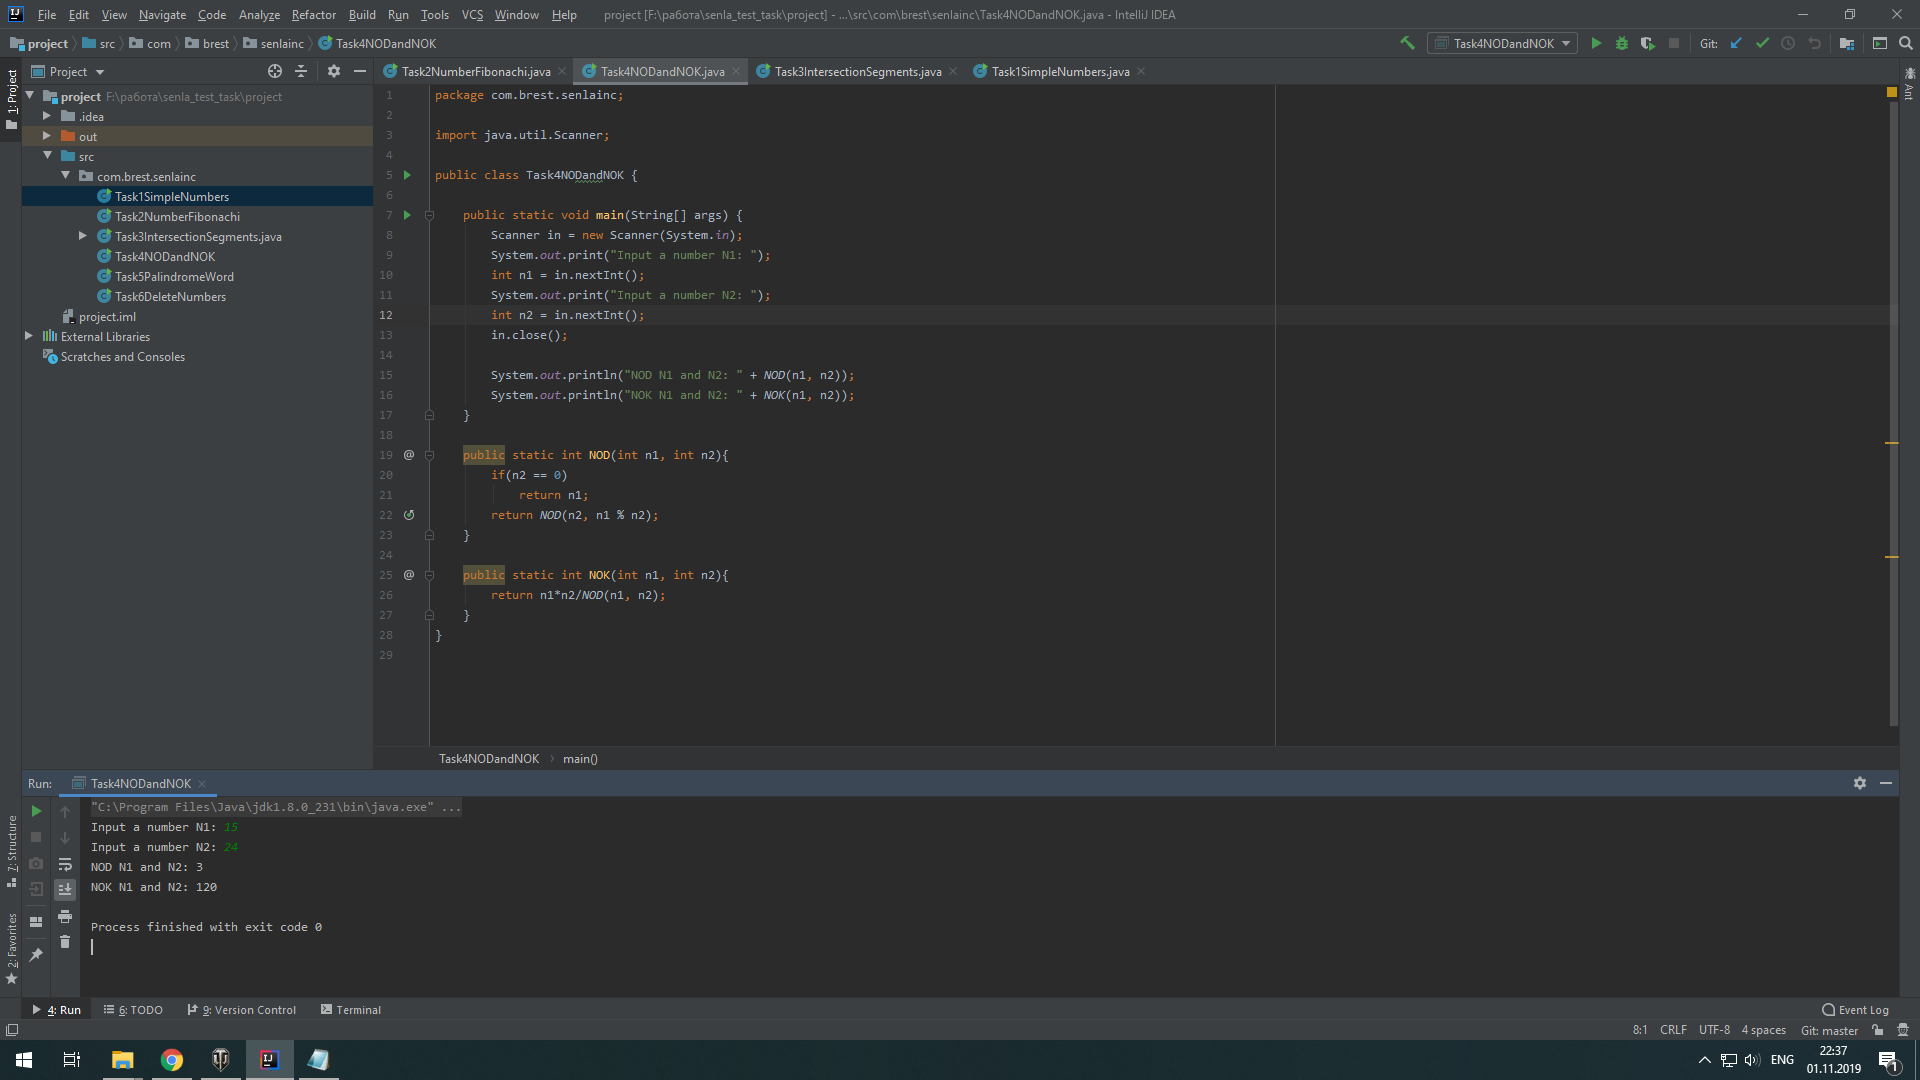 File Edit View Navigate Code Analyze Refactor Build Run Tools VCS Window Help project [F:\работа\senla_test_task\project] - ...\src\com\brest\senlainc\Task4NODandNOK.java - IntelliJ IDEA
project src com brest senlainc Task4NODandNOK Task4NODandNOK Git:
1: Project
Project
Task2NumberFibonachi.java Task4NODandNOK.java Task3IntersectionSegments.java Task1SimpleNumbers.java
Ant
project F:\работа\senla_test_task\project
.idea
out
src
com.brest.senlainc
Task1SimpleNumbers
Task2NumberFibonachi
Task3IntersectionSegments.java
Task4NODandNOK
Task5PalindromeWord
Task6DeleteNumbers
project.iml
External Libraries
Scratches and Consoles
1 package com.brest.senlainc;
2
3 import java.util.Scanner;
4
5 public class Task4NODandNOK {
6
7 public static void main(String[] args) {
8 Scanner in = new Scanner(System.in);
9 System.out.print("Input a number N1: ");
10 int n1 = in.nextInt();
11 System.out.print("Input a number N2: ");
12 int n2 = in.nextInt();
13 in.close();
14
15 System.out.println("NOD N1 and N2: " + NOD(n1, n2));
16 System.out.println("NOK N1 and N2: " + NOK(n1, n2));
17 }
18
19 @ public static int NOD(int n1, int n2){
20 if(n2 == 0)
21 return n1;
22 return NOD(n2, n1 % n2);
23 }
24
25 @ public static int NOK(int n1, int n2){
26 return n1*n2/NOD(n1, n2);
27 }
28 }
29
Task4NODandNOK main()
Run: Task4NODandNOK
"C:\Program Files\Java\jdk1.8.0_231\bin\java.exe" ...
Input a number N1: 15
Input a number N2: 24
NOD N1 and N2: 3
NOK N1 and N2: 120
Process finished with exit code 0
7: Structure
2: Favorites
4: Run 6: TODO 9: Version Control Terminal Event Log
8:1 CRLF UTF-8 4 spaces Git: master
ENG 22:37
01.11.2019
1